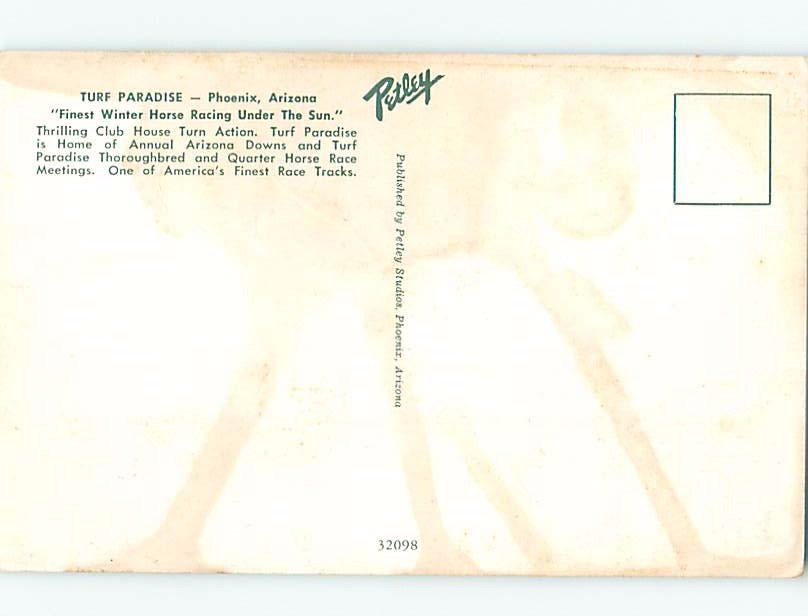 TURF PARADISE — Phoenix, Arizona
"Finest Winter Horse Racing Under The Sun."
Thrilling Club House Turn Action. Turf Paradise
is Home of Annual Arizona Downs and Turf
Paradise Thoroughbred and Quarter Horse Race
Meetings. One of America's Finest Race Tracks.
Petley
Published by Petley Studios, Phoenix, Arizona
32098